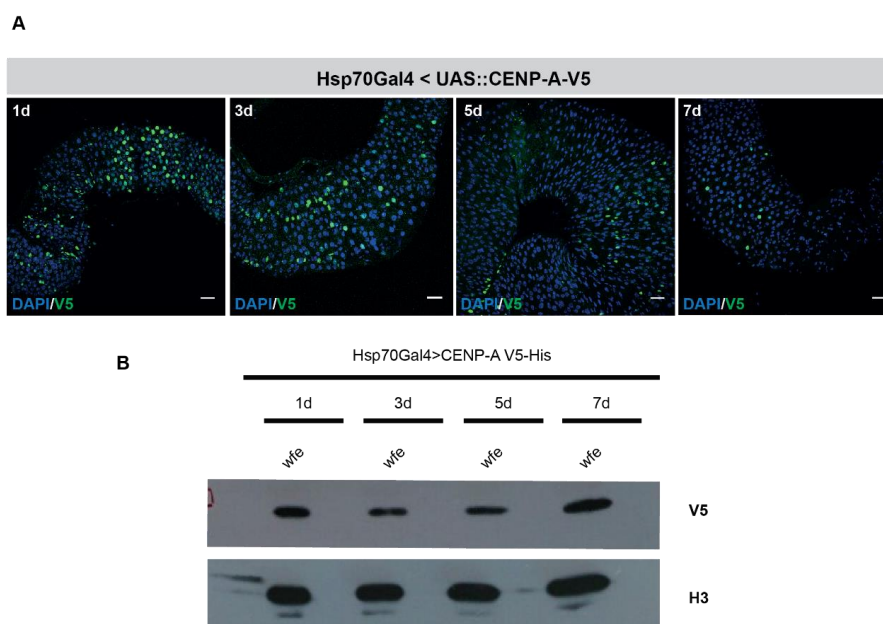 A
Hsp70Gal4 < UAS::CENP-A-V5
1d
3d
5d
7d
DAPI/V5
DAPI/V5
DAPI/V5
DAPI/V5
B
Hsp70Gal4>CENP-A V5-His
1d
3d
5d
7d
wfe
wfe
wfe
wfe
V5
H3